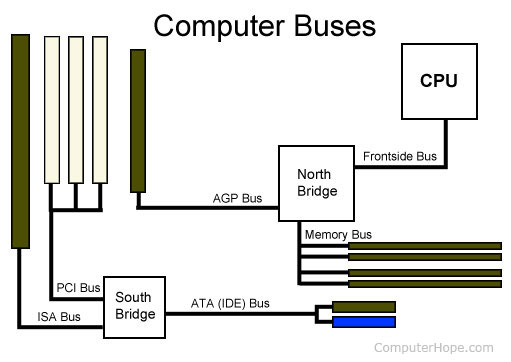 Computer Buses
CPU
Frontside Bus
North
Bridge
AGP Bus
Memory Bus
PCI Bus
South
Bridge
ATA (IDE) Bus
ISA Bus
ComputerHope.com